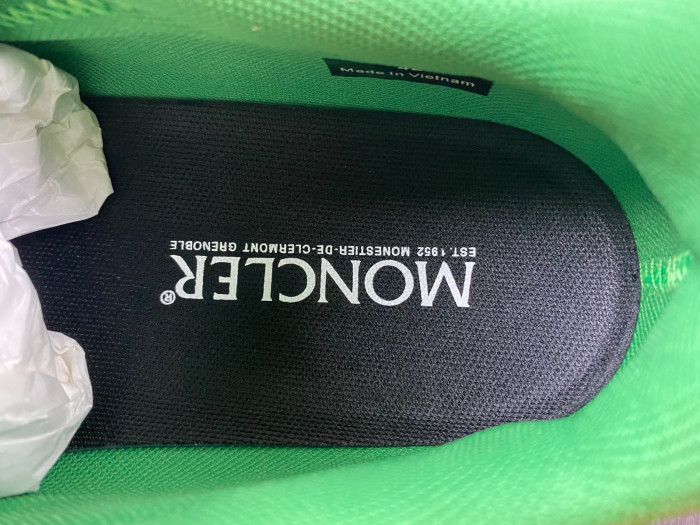 Made in Vietnam
MONCLER®
EST. 1952 MONESTIER-DE-CLERMONT GRENOBLE